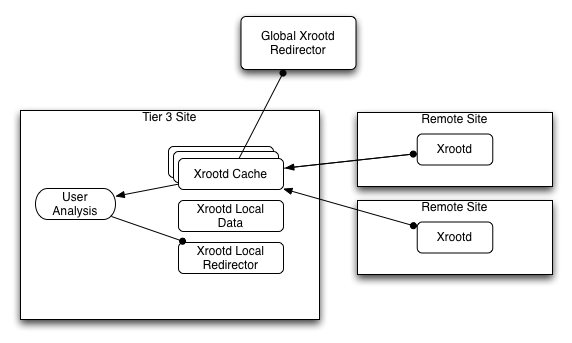 Global Xrootd
Redirector
Tier 3 Site
Xrootd Cache
User
Analysis
Xrootd Local
Data
Xrootd Local
Redirector
Remote Site
Xrootd
Remote Site
Xrootd